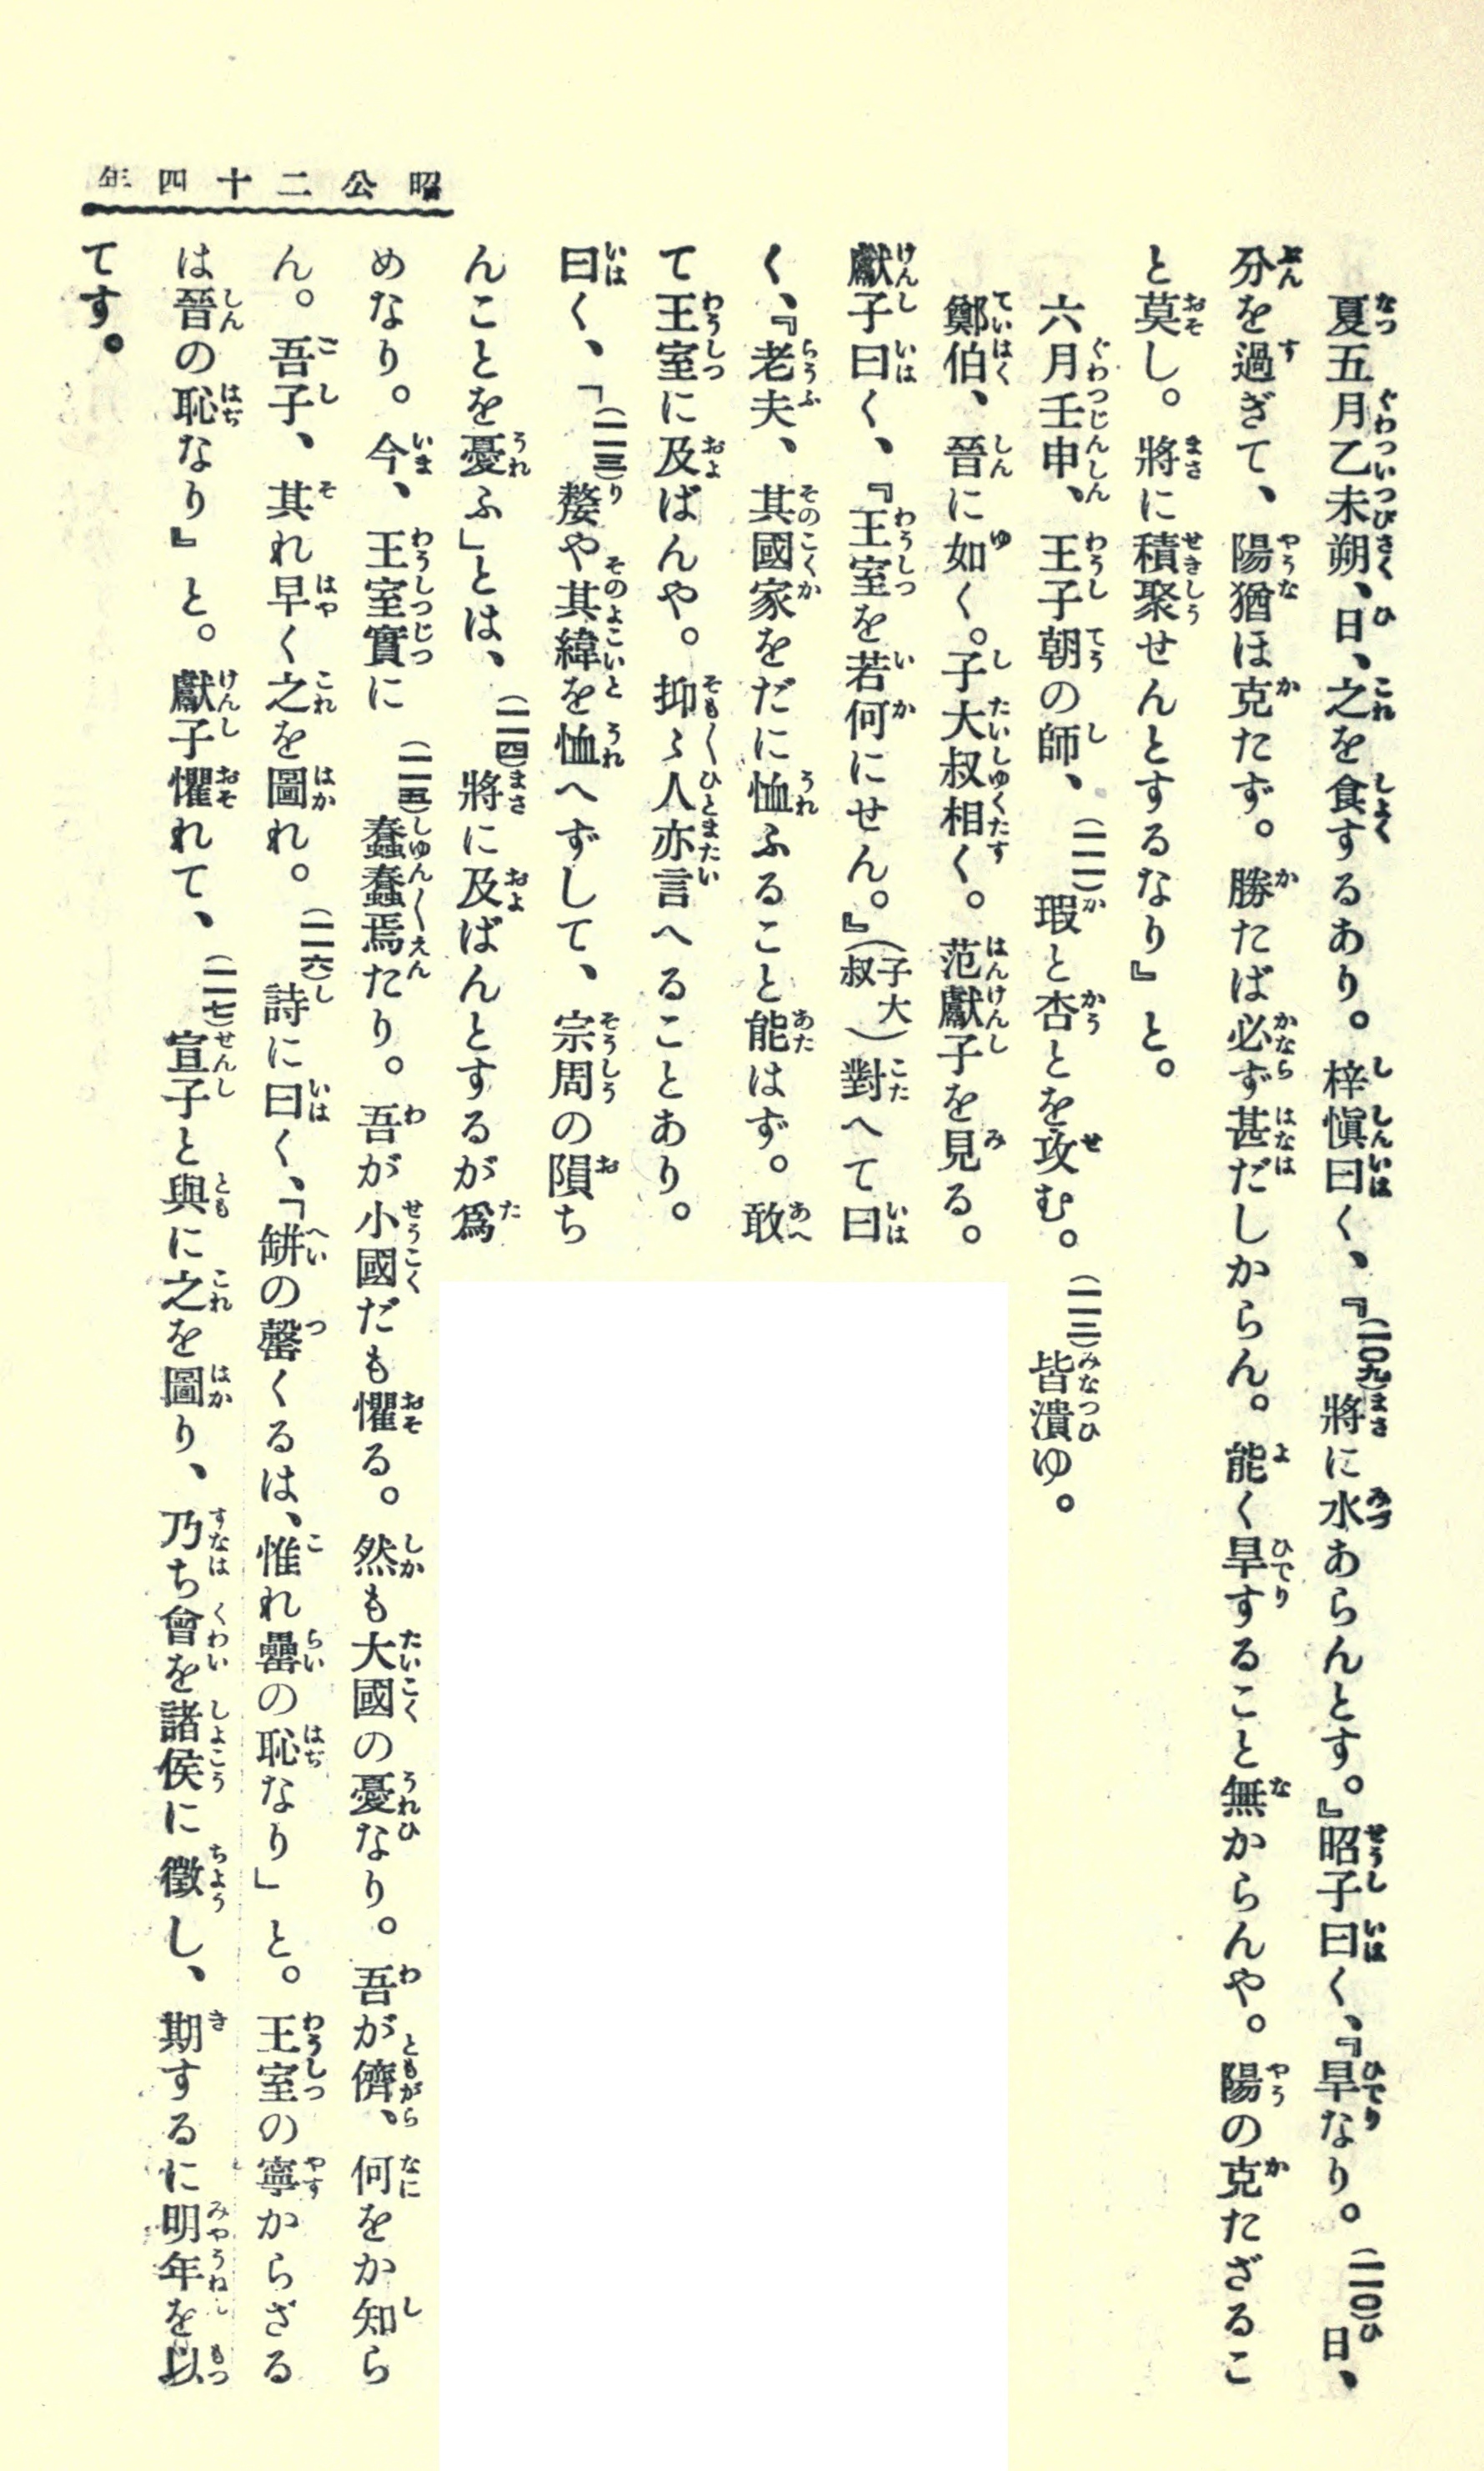 昭公二十四年
夏五月乙未朔、日、之を食するあり。梓愼曰く、『(一〇九)將に水あらんとす。』昭子曰く、『旱なり。(一一〇)日、
分を過ぎて、陽猶ほ克たず。勝たば必ず甚だしからん。能く旱すること無からんや。陽の克たざるこ
と莫し。將に積聚せんとするなり』と。
六月壬申、王子朝の師、(一一一)瑕と杏とを攻む。(一一二)皆潰ゆ。
鄭伯、晉に如く。子大叔相く。范獻子を見る。
獻子曰く、『王室を若何にせん。』(子大叔)對へて曰
く、『老夫、其國家をだに恤ふること能はず。敢
て王室に及ばんや。抑〻人亦言へることあり。
曰く、「(一一三)嫠や其緯を恤へずして、宗周の隕ち
んことを憂ふ」とは、(一一四)將に及ばんとするが爲
めなり。今、王室實に(一一五)蠢蠢焉たり。吾が小國だも懼る。然も大國の憂なり。吾が儕、何をか知ら
ん。吾子、其れ早く之を圖れ。(一一六)詩に曰く、「缾の罄くるは、惟れ罍の恥なり」と。王室の寧からざる
は晉の恥なり』と。獻子懼れて、(一一七)宣子と與に之を圖り、乃ち會を諸侯に徵し、期するに明年を以
てす。